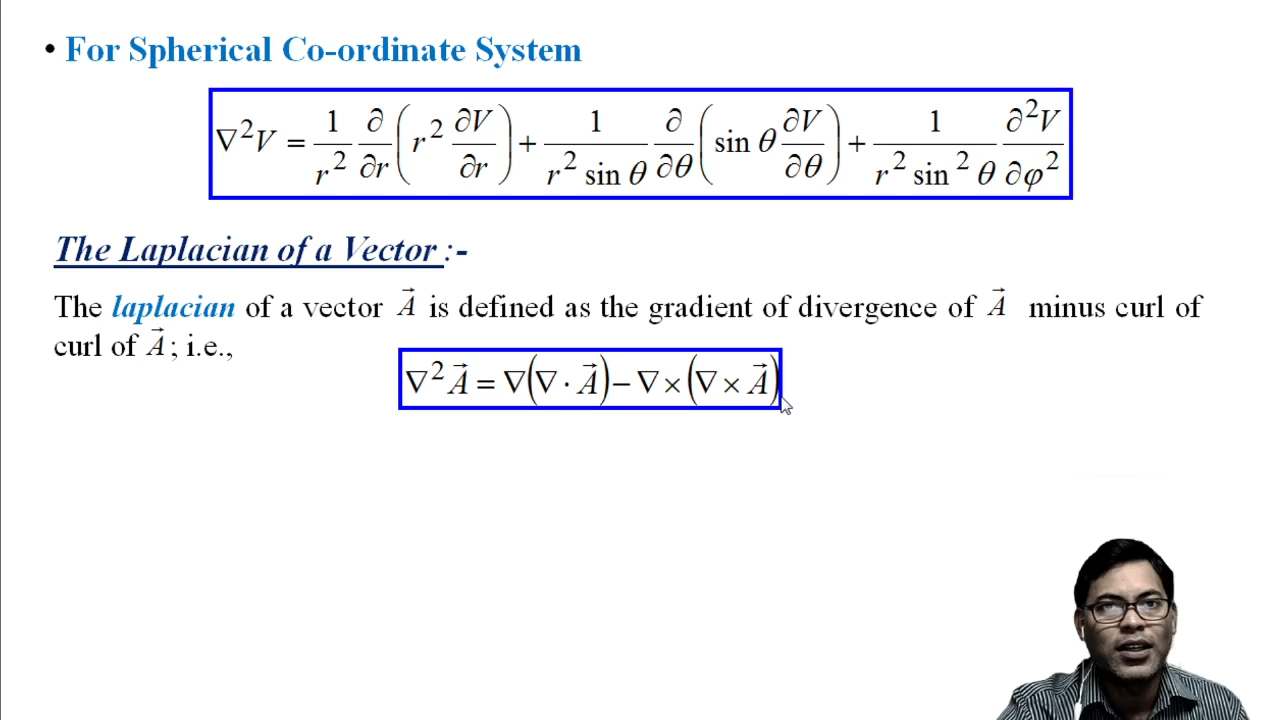 • For Spherical Co-ordinate System
∇²V = 1/r² ∂/∂r (r² ∂V/∂r) + 1/(r² sin θ) ∂/∂θ (sin θ ∂V/∂θ) + 1/(r² sin² θ) ∂²V/∂φ²
The Laplacian of a Vector :-
The laplacian of a vector A⃗ is defined as the gradient of divergence of A⃗ minus curl of
curl of A⃗ ; i.e.,
∇²A⃗ = ∇(∇ · A⃗) − ∇ × (∇ × A⃗)